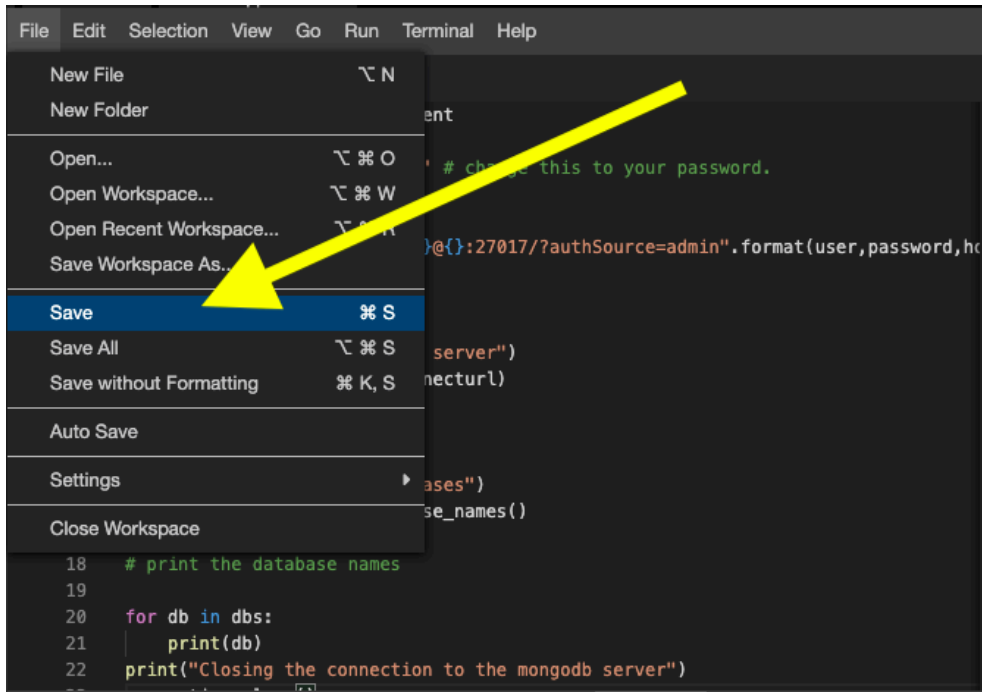 File Edit Selection View Go Run Terminal Help
New File ⌥ N
New Folder
ent
Open... ⌥ ⌘ O
' # change this to your password.
Open Workspace... ⌥ ⌘ W
Open Recent Workspace...
}@{}:27017/?authSource=admin".format(user,password,ho
Save Workspace As...
Save ⌘ S
Save All ⌥ ⌘ S
server")
Save without Formatting ⌘ K, S
necturl)
Auto Save
Settings
ases")
se_names()
Close Workspace
18 # print the database names
19
20 for db in dbs:
21 print(db)
22 print("Closing the connection to the mongodb server")